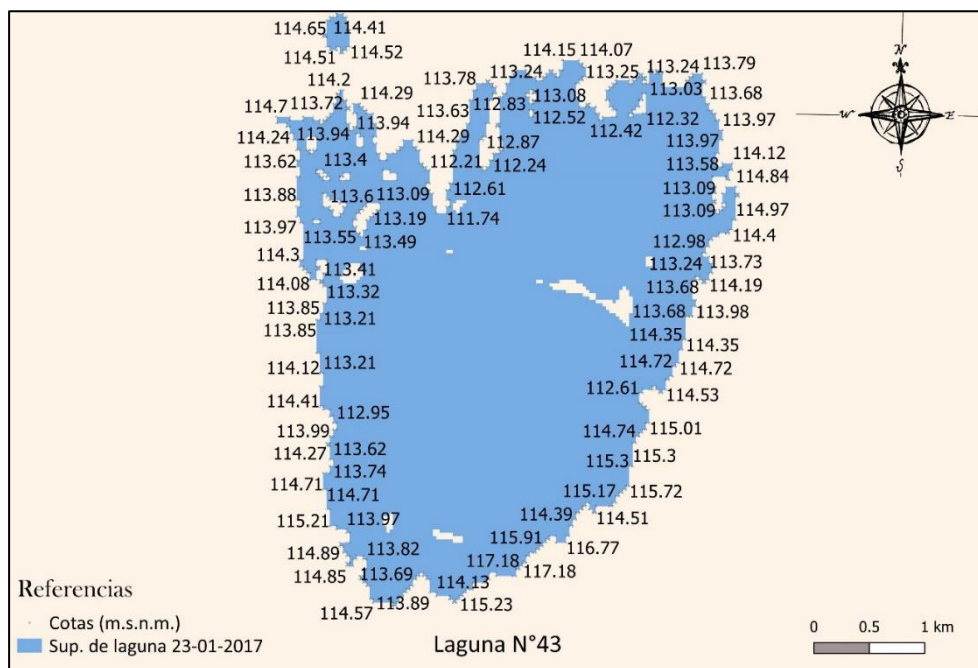 114.65 114.41
114.51 114.52
114.15 114.07
114.2 113.78 113.24 113.25 113.24 113.79
114.7 113.72 114.29 113.63 112.83 113.08 113.03 113.68
N
W E
S
114.24 113.94 113.94 112.52 112.42 112.32 113.97
114.29 112.87 113.97
113.62 113.4 112.21 112.24 113.58 114.12
114.84
113.88 113.6 113.09 112.61 113.09
113.97 113.19 111.74 113.09 114.97
113.55 113.49 112.98 114.4
114.3 113.41 113.24 113.73
114.08 113.32 113.68 114.19
113.85 113.21 113.68 113.98
113.85 114.35 114.35
114.12 113.21 114.72 114.72
114.41 112.95 112.61 114.53
113.99 114.74 115.01
114.27 113.62 115.3 115.3
113.74
114.71 114.71 115.17 115.72
115.21 113.97 114.39 114.51
114.89 113.82 115.91 116.77
114.85 113.69 114.13 117.18 117.18
114.57 113.89 115.23
Referencias
Cotas (m.s.n.m.)
Sup. de laguna 23-01-2017
Laguna N°43
0 0.5 1 km